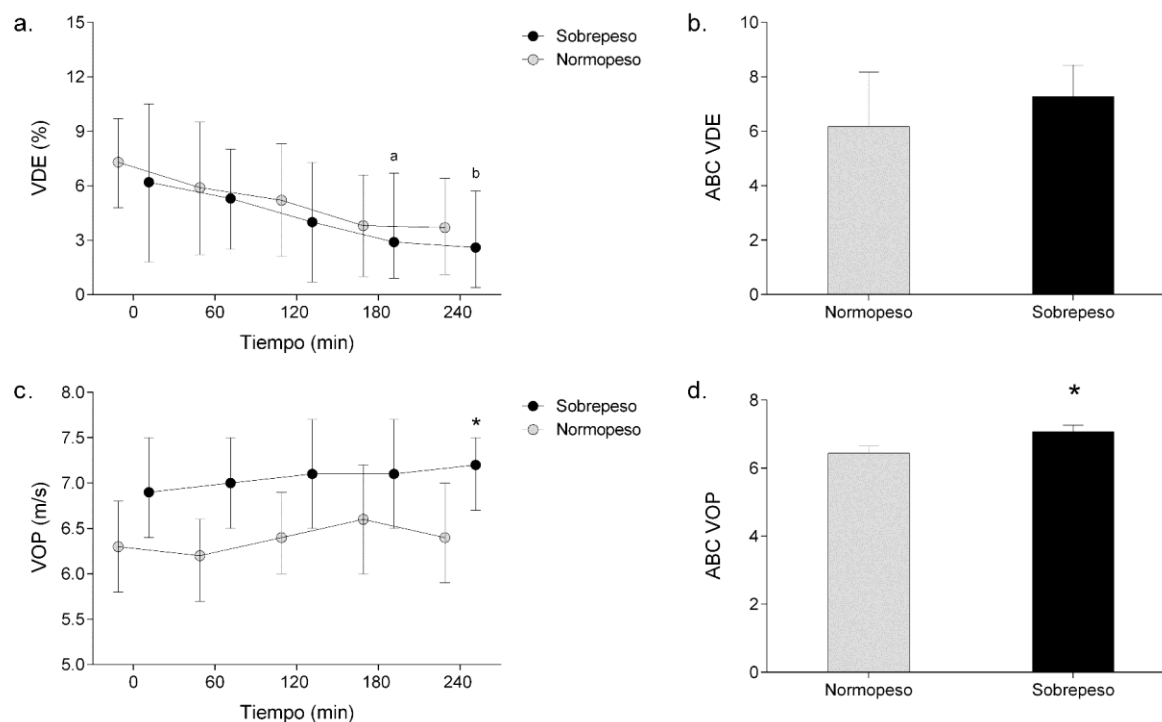 a.
Sobrepeso
Normopeso
15
12
9
6
3
0
VDE (%)
a
b
0 60 120 180 240
Tiempo (min)
b.
10
8
6
4
2
0
ABC VDE
Normopeso Sobrepeso
c.
Sobrepeso
Normopeso
8.0
7.5
7.0
6.5
6.0
5.5
5.0
VOP (m/s)
*
0 60 120 180 240
Tiempo (min)
d.
*
8
6
4
2
0
ABC VOP
Normopeso Sobrepeso